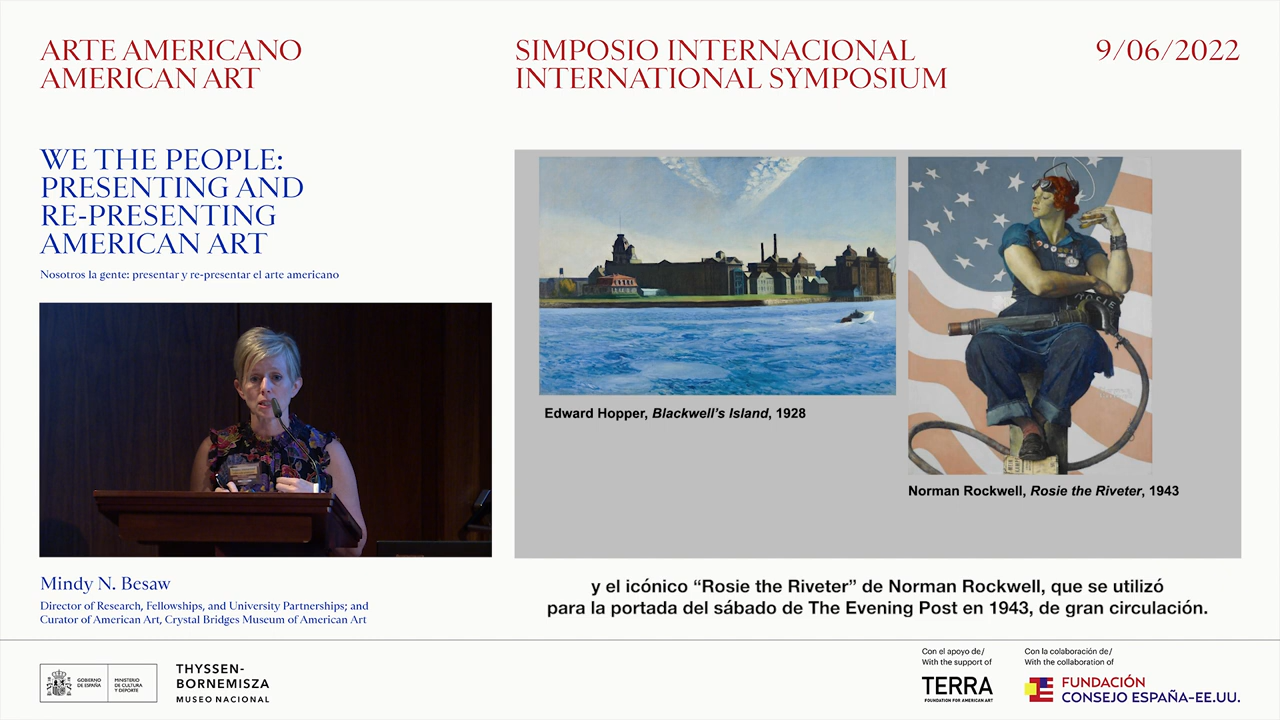 ARTE AMERICANO
AMERICAN ART
SIMPOSIO INTERNACIONAL
INTERNATIONAL SYMPOSIUM
9/06/2022
WE THE PEOPLE:
PRESENTING AND
RE-PRESENTING
AMERICAN ART
Nosotros la gente: presentar y re-presentar el arte americano
ROSIE
Edward Hopper, Blackwell's Island, 1928
Norman Rockwell, Rosie the Riveter, 1943
Mindy N. Besaw
Director of Research, Fellowships, and University Partnerships; and
Curator of American Art, Crystal Bridges Museum of American Art
y el icónico “Rosie the Riveter” de Norman Rockwell, que se utilizó
para la portada del sábado de The Evening Post en 1943, de gran circulación.
GOBIERNO
DE ESPAÑA
MINISTERIO
DE CULTURA
Y DEPORTE
THYSSEN-
BORNEMISZA
MUSEO NACIONAL
Con el apoyo de/
With the support of
TERRA
FOUNDATION FOR AMERICAN ART
Con la colaboración de/
With the collaboration of
FUNDACIÓN
CONSEJO ESPAÑA-EE.UU.